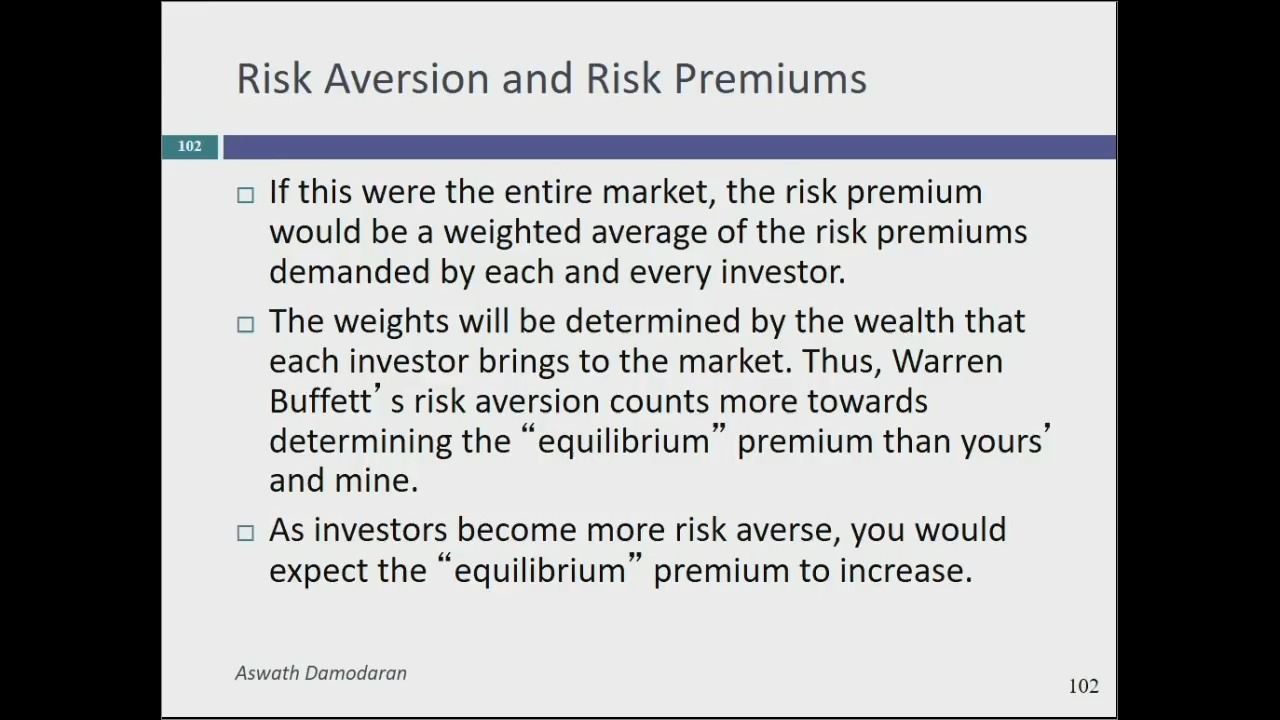 Risk Aversion and Risk Premiums
102
If this were the entire market, the risk premium
would be a weighted average of the risk premiums
demanded by each and every investor.
The weights will be determined by the wealth that
each investor brings to the market. Thus, Warren
Buffett’ s risk aversion counts more towards
determining the “equilibrium” premium than yours’
and mine.
As investors become more risk averse, you would
expect the “equilibrium” premium to increase.
Aswath Damodaran
102